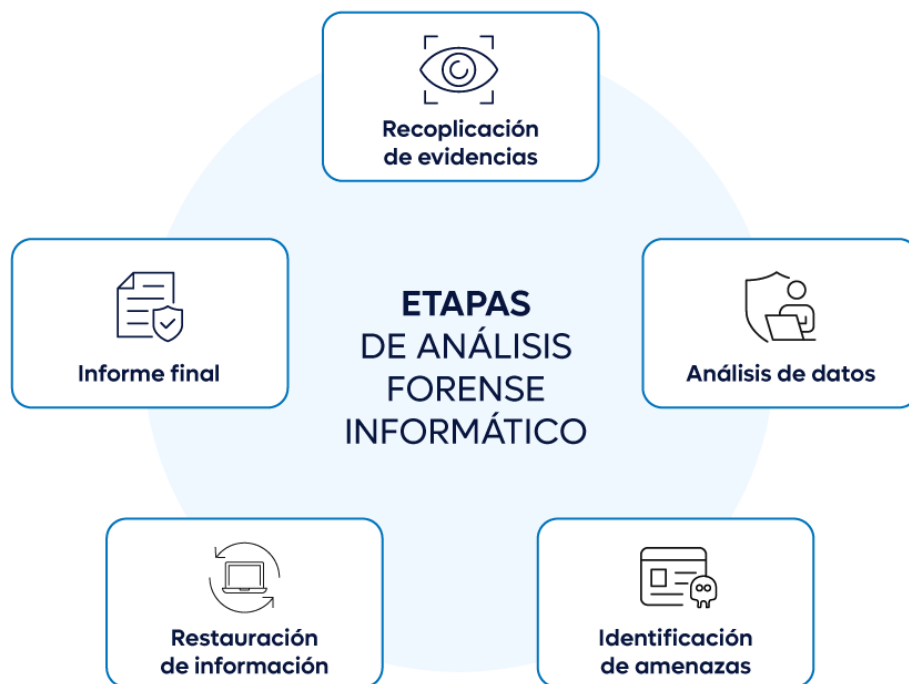 Recoplicación
de evidencias
ETAPAS
DE ANÁLISIS
FORENSE
INFORMÁTICO
Análisis de datos
Identificación
de amenazas
Restauración
de información
Informe final